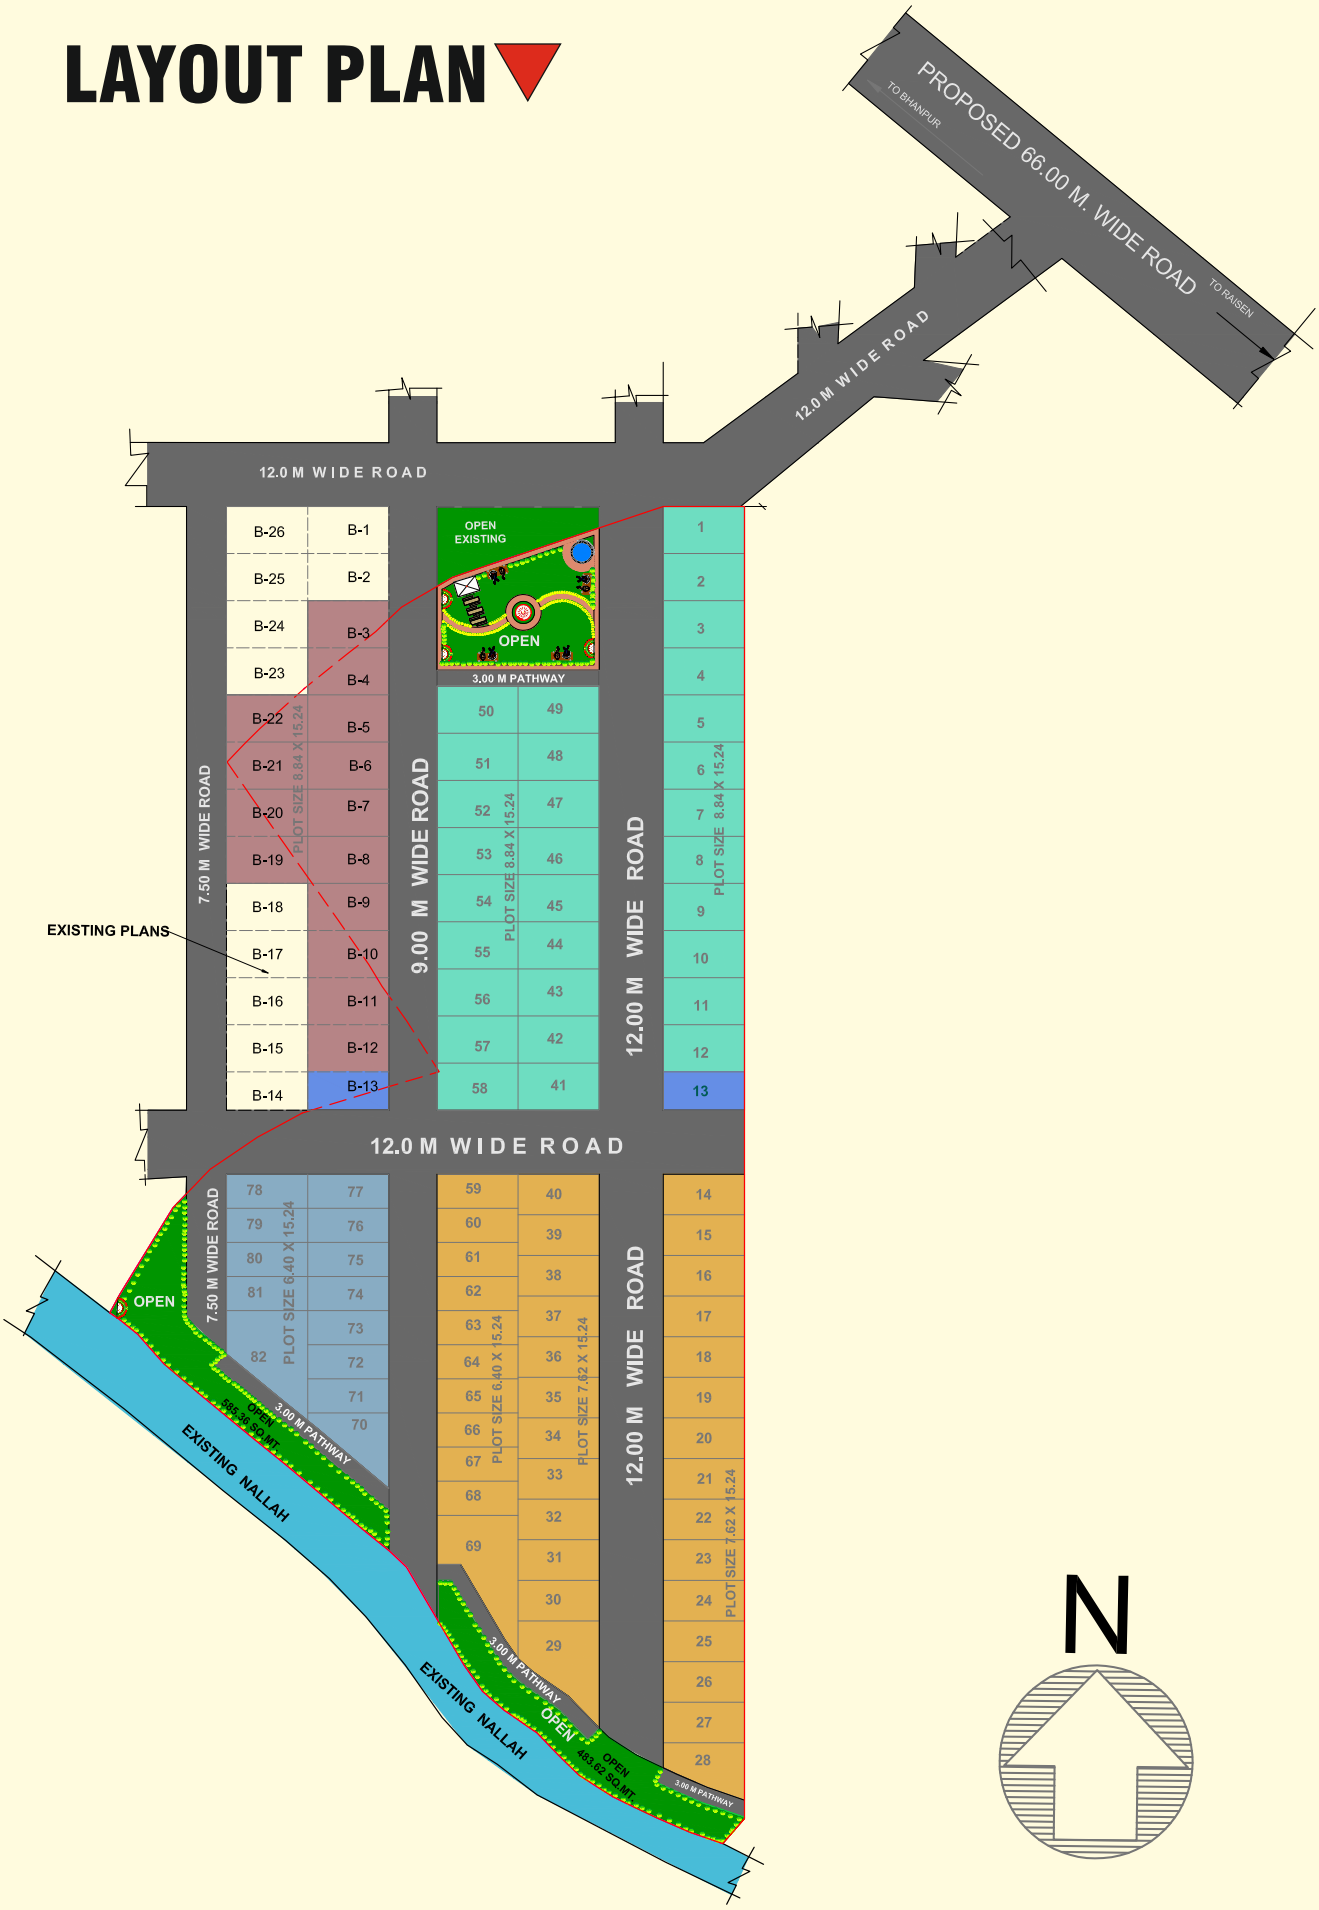 LAYOUT PLAN
PROPOSED 66.00 M. WIDE ROAD
TO BHANPUR
TO RAISEN
12.0 M WIDE ROAD
12.0 M WIDE ROAD
B-26
B-1
B-25
B-2
B-24
B-3
B-23
B-4
B-22
B-5
B-21
B-6
B-20
B-7
B-19
B-8
B-18
B-9
B-17
B-10
B-16
B-11
B-15
B-12
B-14
B-13
PLOT SIZE 8.84 X 15.24
7.50 M WIDE ROAD
EXISTING PLANS
9.00 M WIDE ROAD
OPEN
EXISTING
OPEN
3.00 M PATHWAY
50
49
51
48
52
47
53
46
54
45
55
44
56
43
57
42
58
41
PLOT SIZE 8.84 X 15.24
12.00 M WIDE ROAD
1
2
3
4
5
6
7
8
9
10
11
12
13
PLOT SIZE 8.84 X 15.24
12.0 M WIDE ROAD
78
77
79
76
80
75
81
74
73
82
72
71
70
PLOT SIZE 6.40 X 15.24
7.50 M WIDE ROAD
OPEN
3.00 M PATHWAY
OPEN
585.36 SQ.MT.
EXISTING NALLAH
59
40
60
39
61
38
62
37
63
36
64
35
65
34
66
33
67
32
68
31
69
30
29
PLOT SIZE 6.40 X 15.24
PLOT SIZE 7.62 X 15.24
12.00 M WIDE ROAD
14
15
16
17
18
19
20
21
22
23
24
25
26
27
28
PLOT SIZE 7.62 X 15.24
3.00 M PATHWAY
OPEN
OPEN
483.62 SQ.MT.
3.00 M PATHWAY
EXISTING NALLAH
N